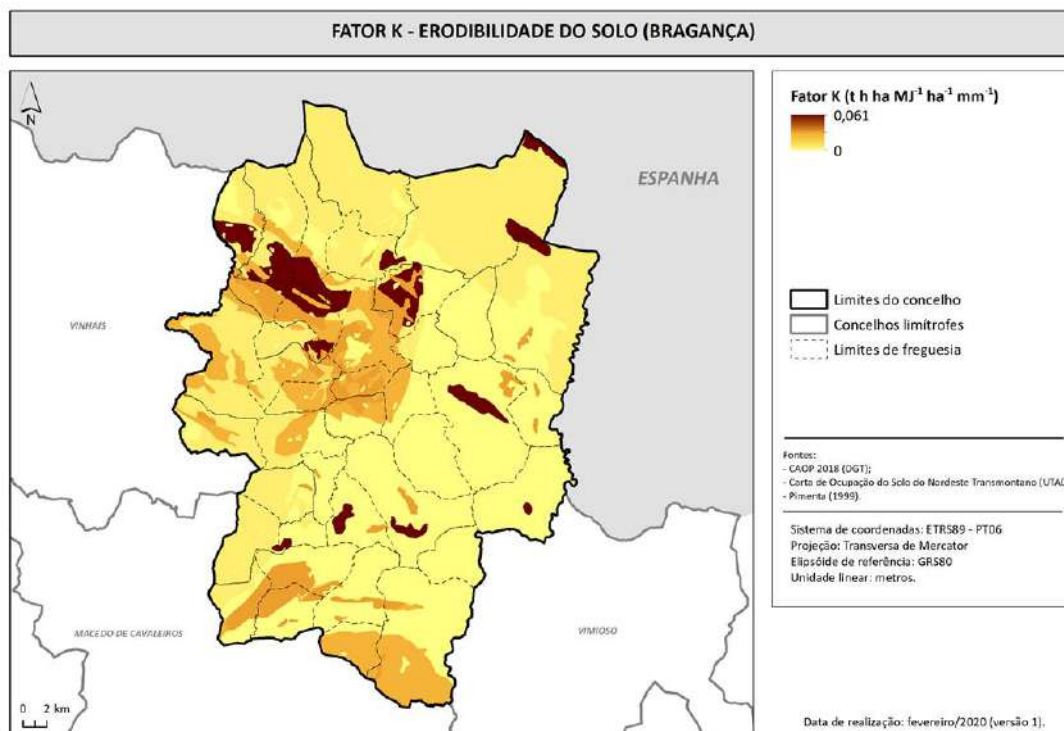 FATOR K - ERODIBILIDADE DO SOLO (BRAGANÇA)
N
ESPANHA
VINHAIS
MACEDO DE CAVALEIROS
VIMIOSO
0 2 km
Fator K (t h ha MJ⁻¹ ha⁻¹ mm⁻¹)
0,061
0
Limites do concelho
Concelhos limítrofes
Limites de freguesia
Fontes:
- CAOP 2018 (DGT);
- Carta de Ocupação do Solo do Nordeste Transmontano (UTAD
- Pimenta (1999).
Sistema de coordenadas: ETRS89 - PT06
Projeção: Transversa de Mercator
Elipsóide de referência: GRS80
Unidade linear: metros.
Data de realização: fevereiro/2020 (versão 1).